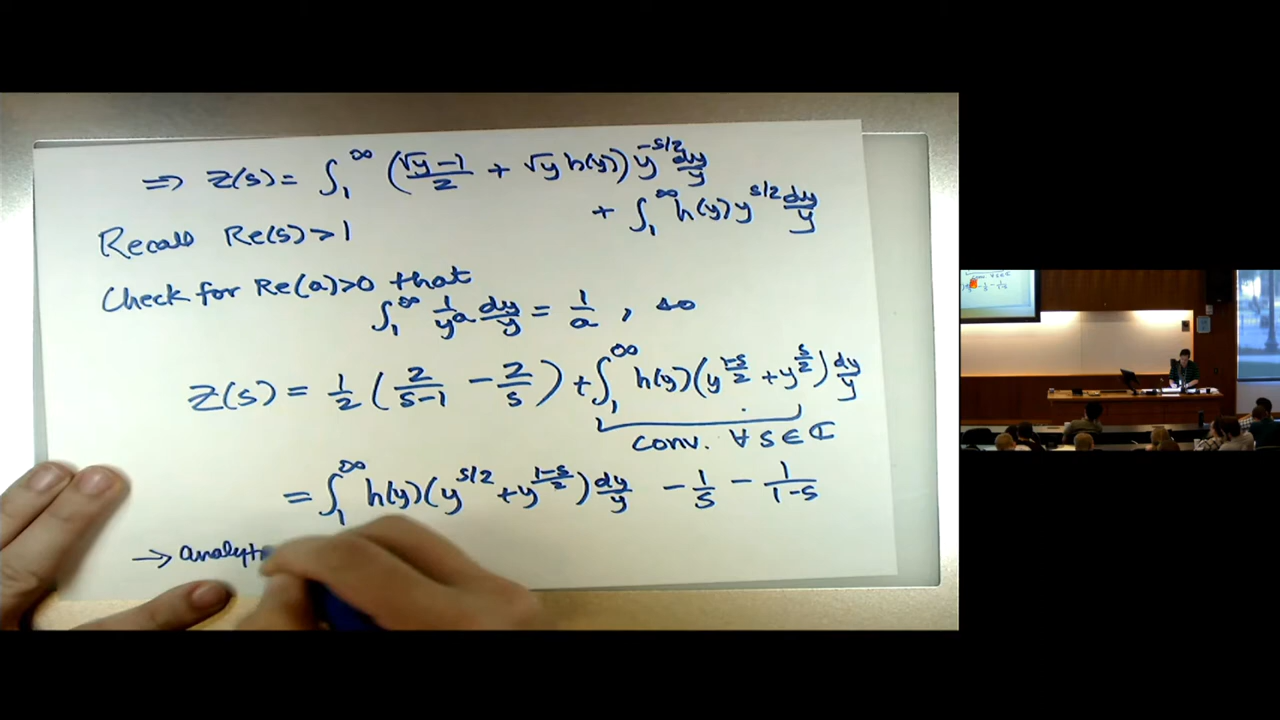 ⇒ Z(s) = ∫₁^∞ ((√y −1)/2 + √y h(y)) y^{-s/2} dy/y
+ ∫₁^∞ h(y) y^{s/2} dy/y
Recall Re(s) > 1
Check for Re(a) > 0 that
∫₁^∞ 1/y^a dy/y = 1/a , so
Z(s) = 1/2 (2/(s-1) − 2/s) + ∫₁^∞ h(y)(y^{(1-s)/2} + y^{s/2}) dy/y
conv. ∀ s ∈ ℂ
= ∫₁^∞ h(y)(y^{s/2} + y^{(1-s)/2}) dy/y − 1/s − 1/(1-s)
→ analyt